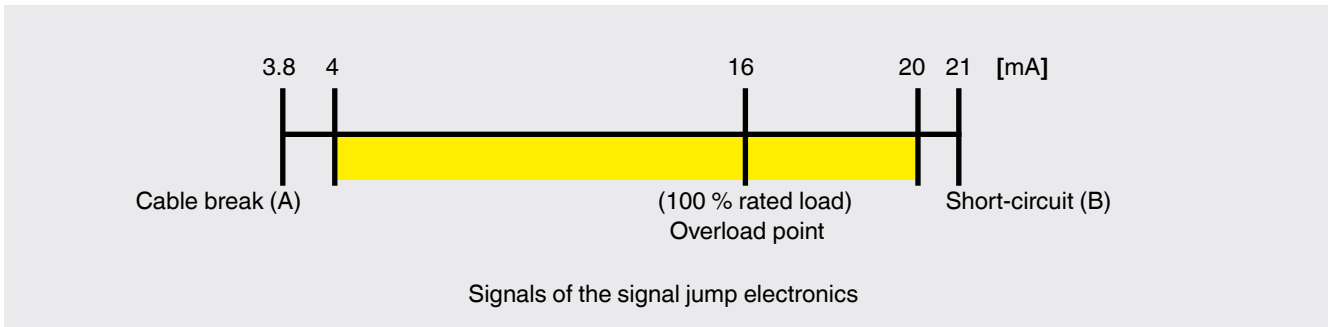 3.8 4 16 20 21 [mA]
Cable break (A) (100 % rated load) Short-circuit (B)
Overload point
Signals of the signal jump electronics